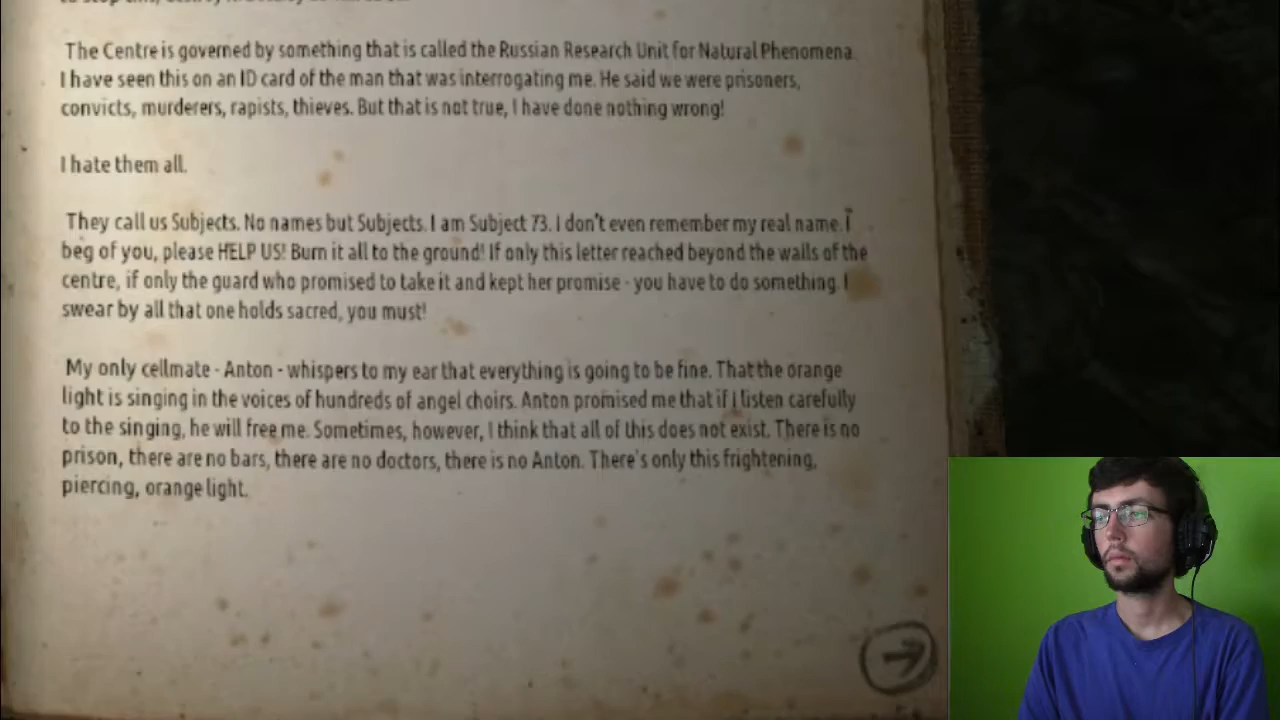 The Centre is governed by something that is called the Russian Research Unit for Natural Phenomena.
I have seen this on an ID card of the man that was interrogating me. He said we were prisoners,
convicts, murderers, rapists, thieves. But that is not true, I have done nothing wrong!
I hate them all.
They call us Subjects. No names but Subjects. I am Subject 73. I don't even remember my real name. I
beg of you, please HELP US! Burn it all to the ground! If only this letter reached beyond the walls of the
centre, if only the guard who promised to take it and kept her promise - you have to do something. I
swear by all that one holds sacred, you must!
My only cellmate - Anton - whispers to my ear that everything is going to be fine. That the orange
light is singing in the voices of hundreds of angel choirs. Anton promised me that if I listen carefully
to the singing, he will free me. Sometimes, however, I think that all of this does not exist. There is no
prison, there are no bars, there are no doctors, there is no Anton. There's only this frightening,
piercing, orange light.